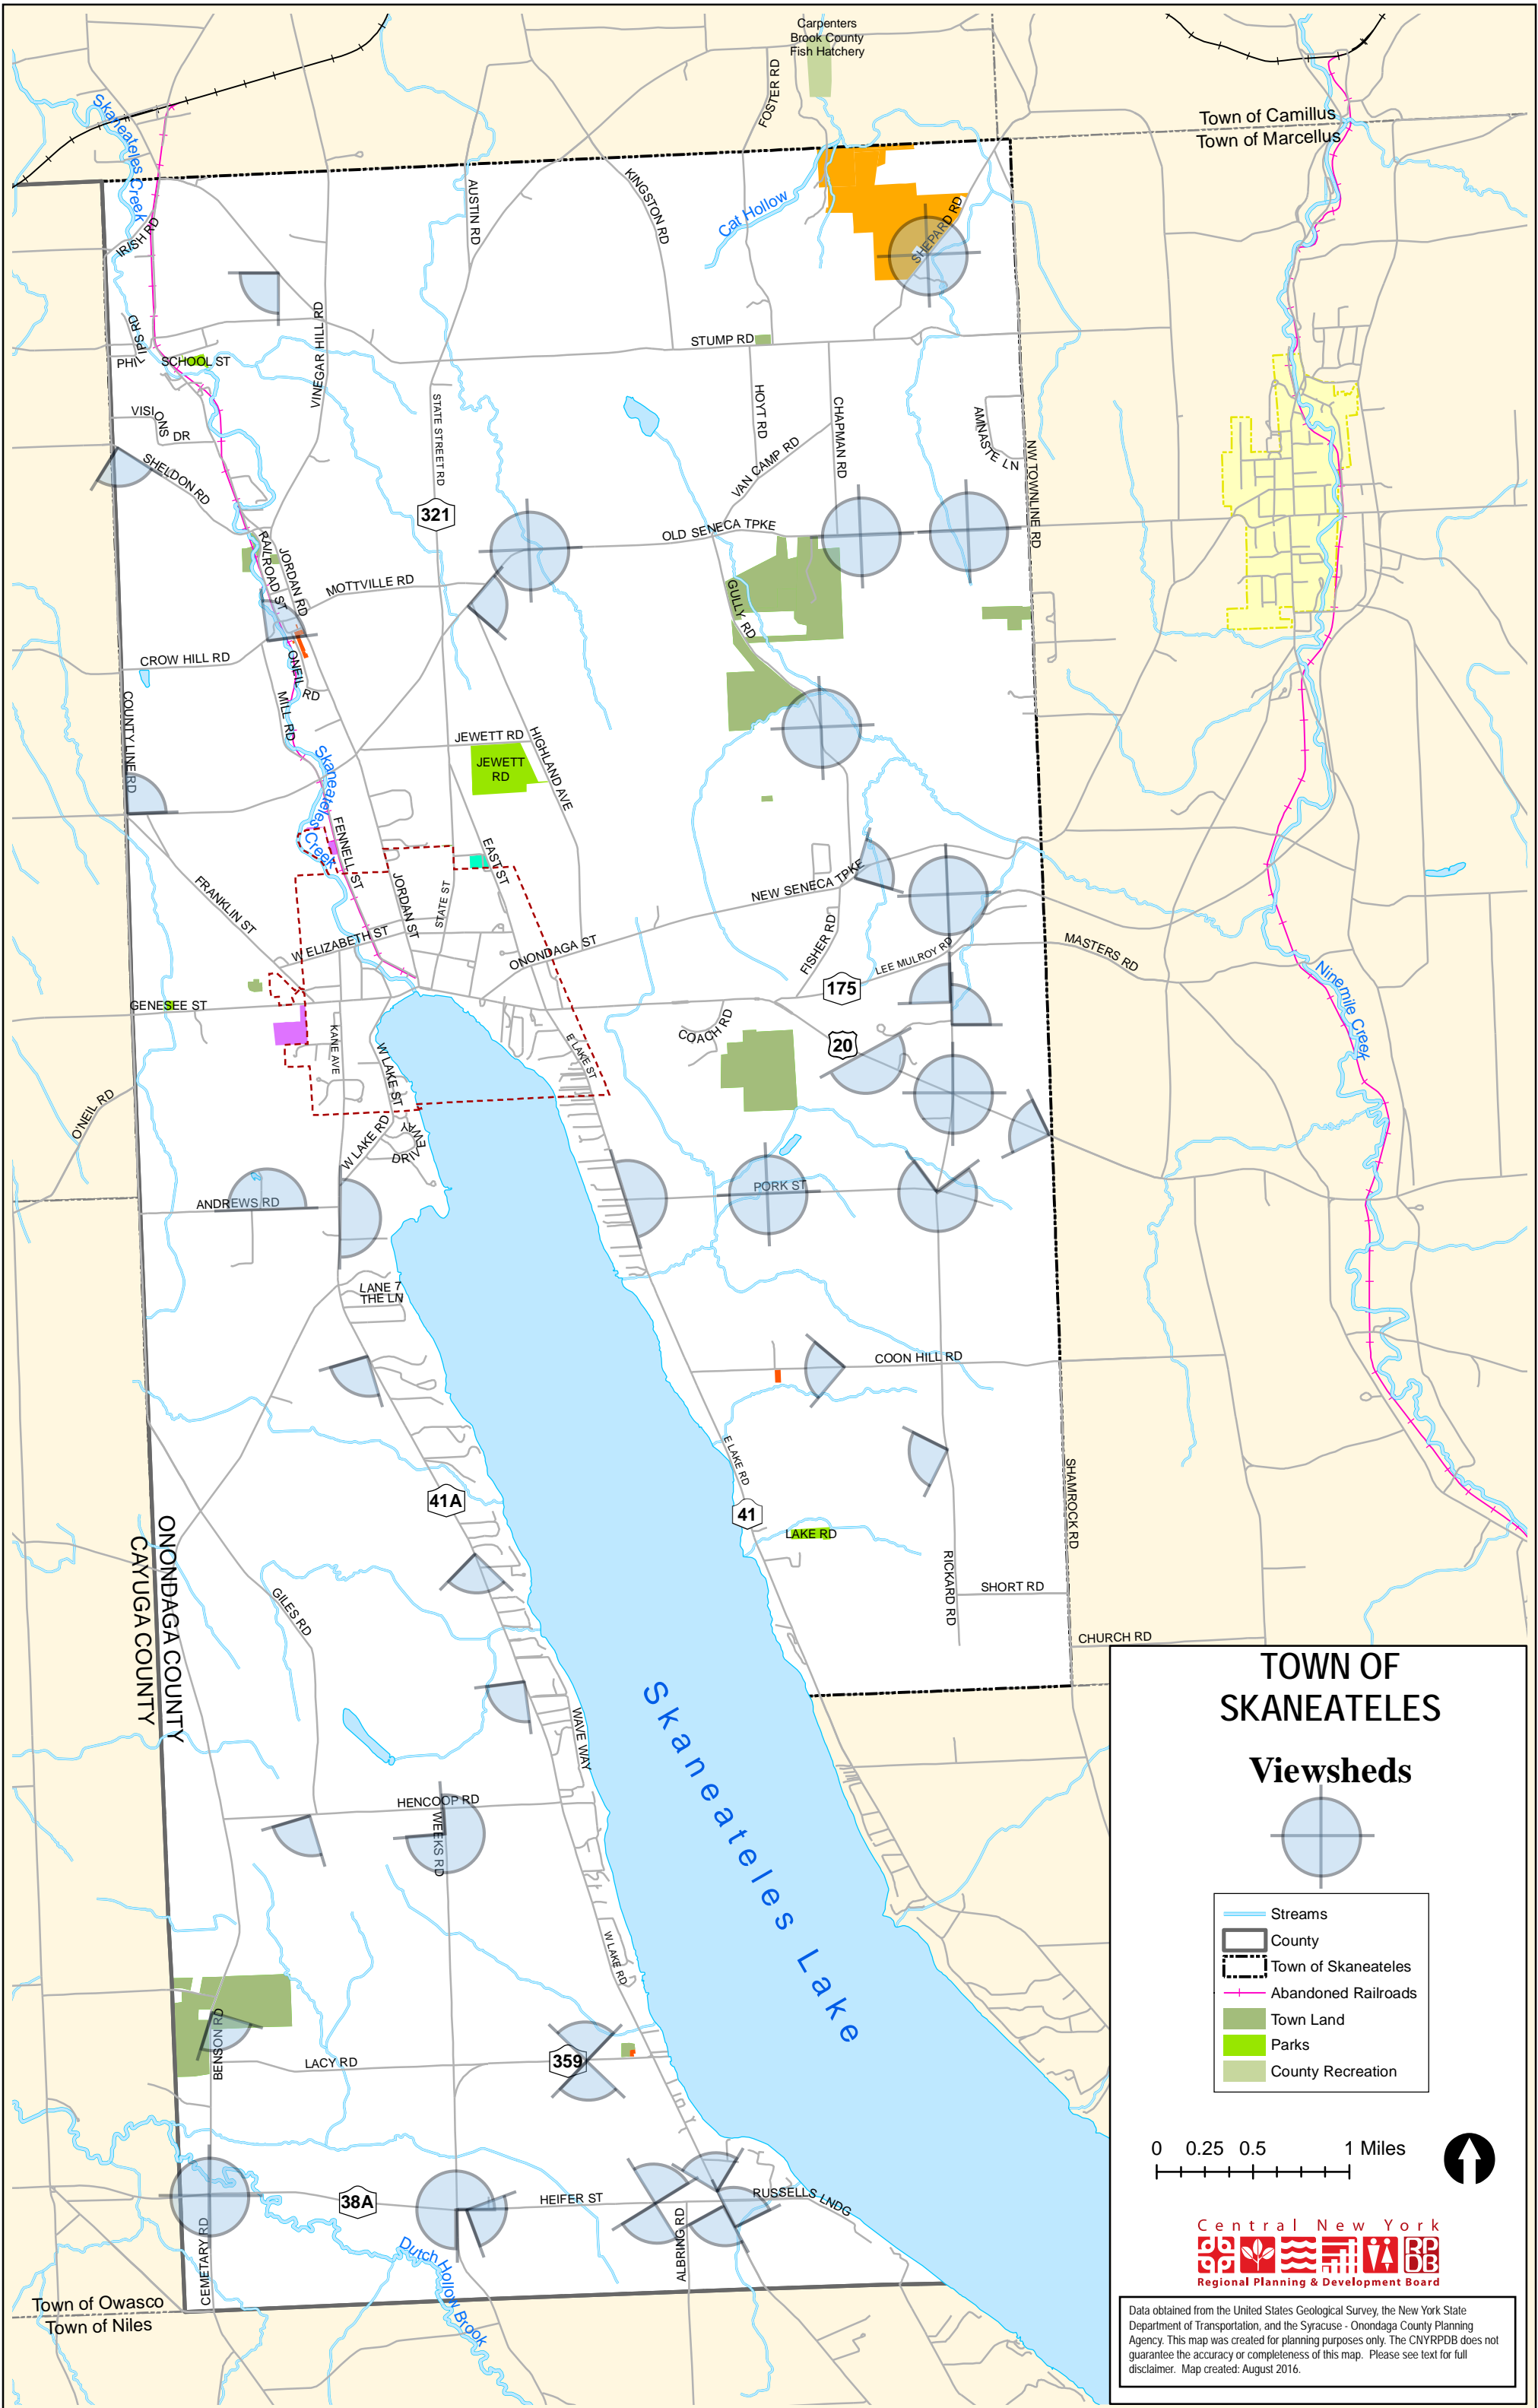 Carpenters
Brook County
Fish Hatchery
FOSTER RD
Town of Camillus
Town of Marcellus
Skaneateles Creek
AUSTIN RD
KINGSTON RD
Cat Hollow
SHEPARD RD
IRISH RD
VINEGAR HILL RD
PHILLIPS RD
SCHOOL ST
STUMP RD
VISIONS DR
STATE STREET RD
HOYT RD
CHAPMAN RD
AMNASTE LN
VAN CAMP RD
NW TOWNLINE RD
SHELDON RD
321
OLD SENECA TPKE
RAILROAD ST
JORDAN RD
MOTTVILLE RD
GULLY RD
CROW HILL RD
ONEIL RD
MILL RD
COUNTY LINE RD
JEWETT RD
JEWETT
RD
HIGHLAND AVE
Skaneateles Creek
FENNELL ST
EAST ST
FRANKLIN ST
JORDAN ST
STATE ST
NEW SENECA TPKE
W ELIZABETH ST
ONONDAGA ST
FISHER RD
LEE MULROY RD
MASTERS RD
175
GENESEE ST
KANE AVE
W LAKE ST
E LAKE ST
COACH RD
20
Ninemile Creek
O'NEIL RD
W LAKE RD
DRIVEWAY
ANDREWS RD
PORK ST
LANE 7
THE LN
COON HILL RD
E LAKE RD
41A
41
LAKE RD
SHAMROCK RD
ONONDAGA COUNTY
CAYUGA COUNTY
GILES RD
RICKARD RD
SHORT RD
CHURCH RD
Skaneateles Lake
WAVE WAY
HENCOOP RD
WEEKS RD
W LAKE RD
BENSON RD
LACY RD
359
38A
HEIFER ST
RUSSELLS LNDG
ALBRING RD
CEMETARY RD
Dutch Hollow Brook
Town of Owasco
Town of Niles
TOWN OF
SKANEATELES
Viewsheds
Streams
County
Town of Skaneateles
Abandoned Railroads
Town Land
Parks
County Recreation
0 0.25 0.5 1 Miles
Central New York
RP
DB
Regional Planning & Development Board
Data obtained from the United States Geological Survey, the New York State
Department of Transportation, and the Syracuse - Onondaga County Planning
Agency. This map was created for planning purposes only. The CNYRPDB does not
guarantee the accuracy or completeness of this map. Please see text for full
disclaimer. Map created: August 2016.